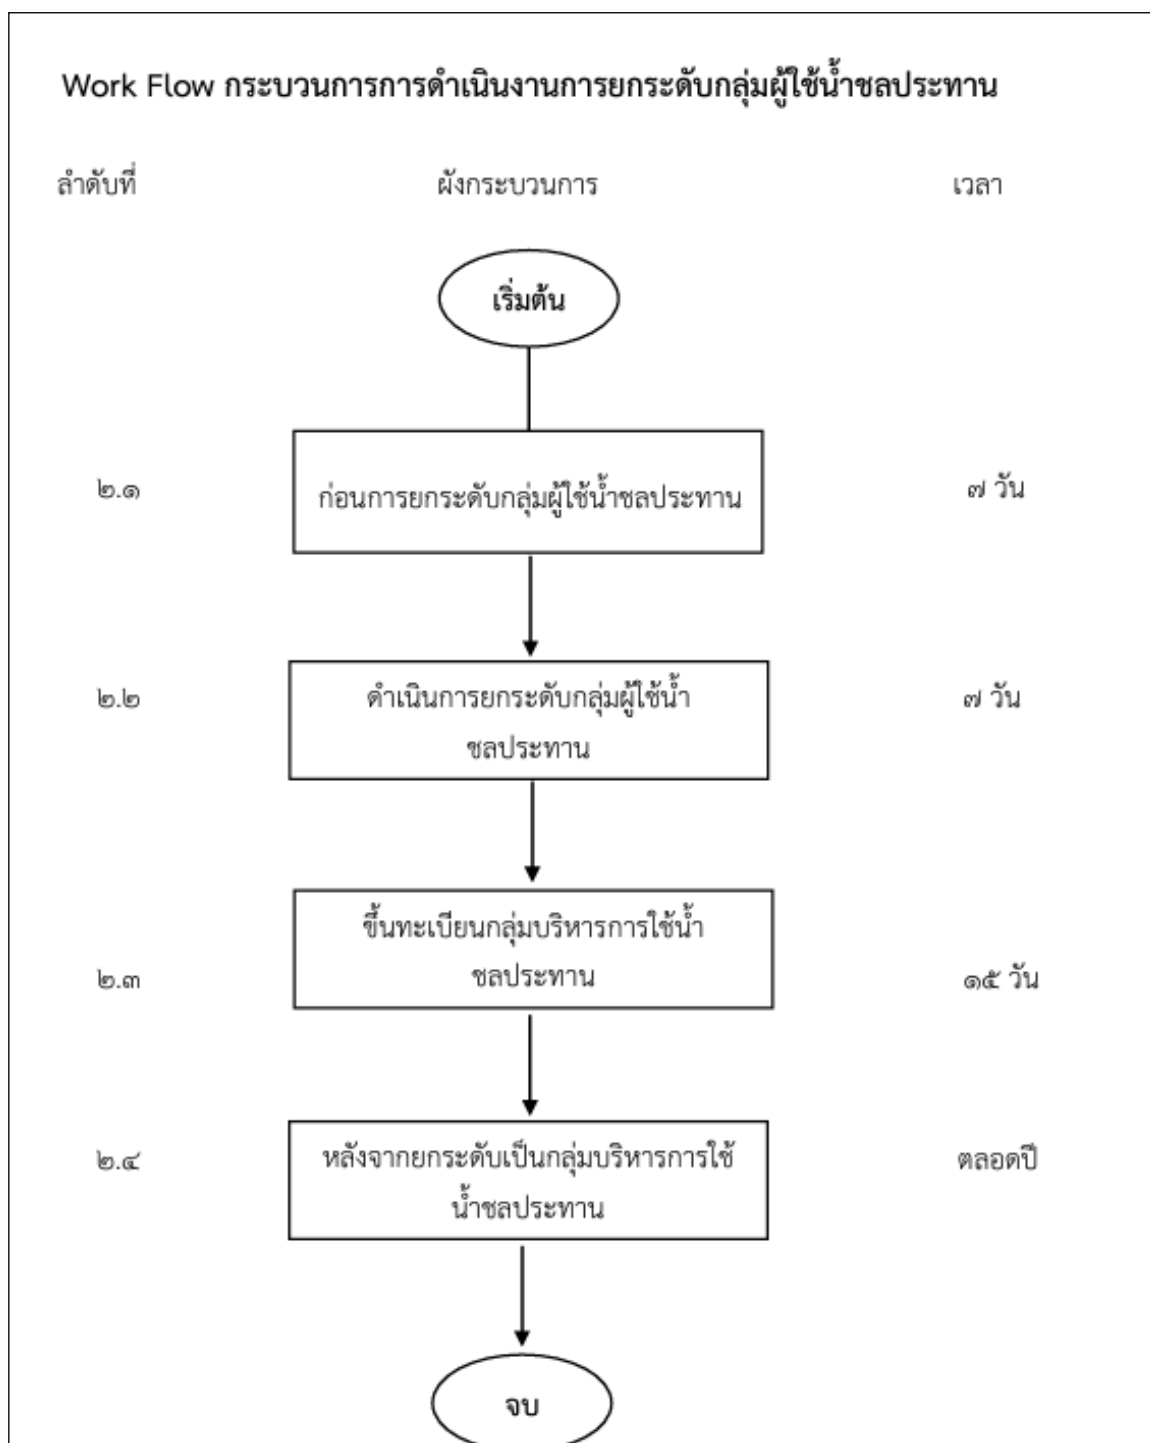 Work Flow กระบวนการการดำเนินงานการยกระดับกลุ่มผู้ใช้น้ำชลประทาน
ลำดับที่ ผังกระบวนการ เวลา
เริ่มต้น
๒.๑ ก่อนการยกระดับกลุ่มผู้ใช้น้ำชลประทาน ๗ วัน
๒.๒ ดำเนินการยกระดับกลุ่มผู้ใช้น้ำ ๗ วัน
ชลประทาน
ขึ้นทะเบียนกลุ่มบริหารการใช้น้ำ
๒.๓ ชลประทาน ๑๕ วัน
๒.๔ หลังจากยกระดับเป็นกลุ่มบริหารการใช้ ตลอดปี
น้ำชลประทาน
จบ